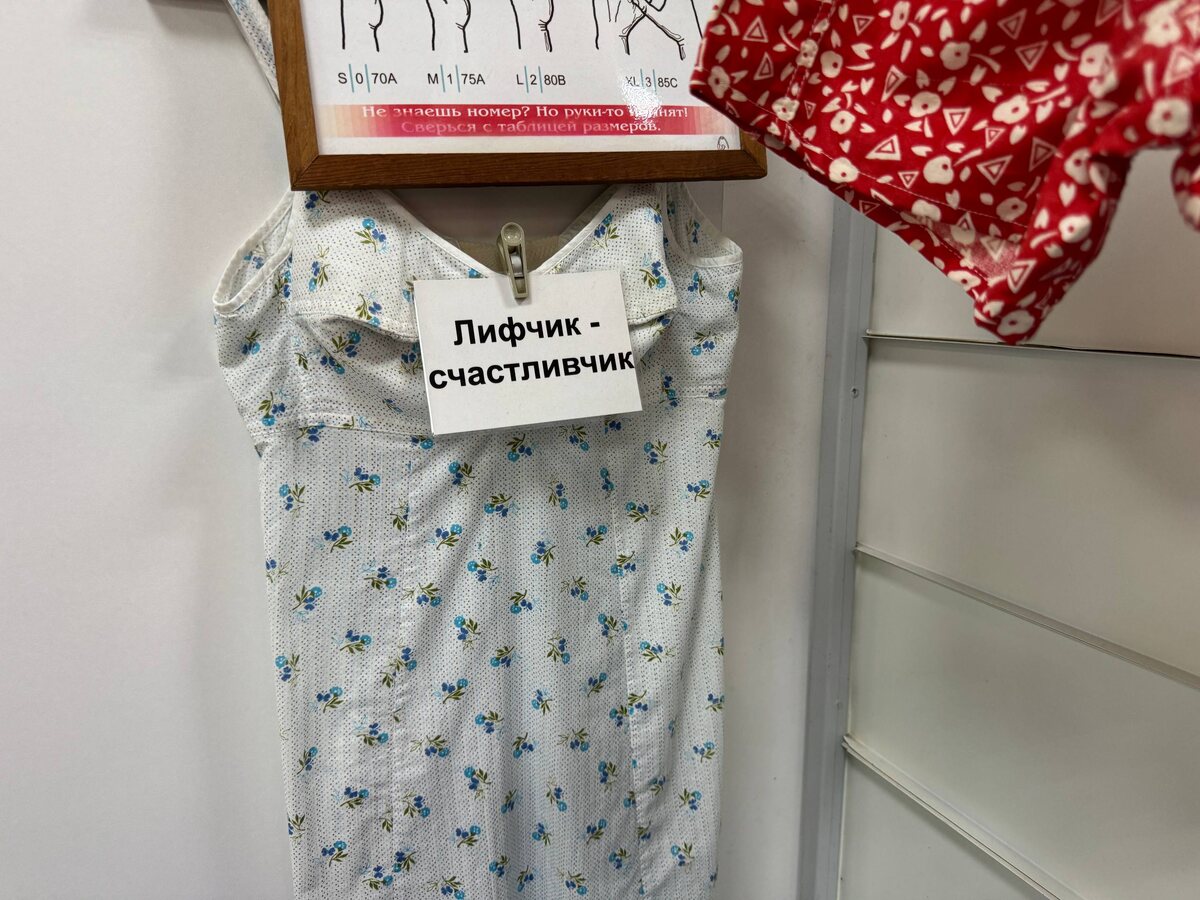 S|0|70A M|1|75A L|2|80B XL|3|85C
Не знаешь номер? Но руки-то помнят!
Сверься с таблицей размеров.
Лифчик -
счастливчик